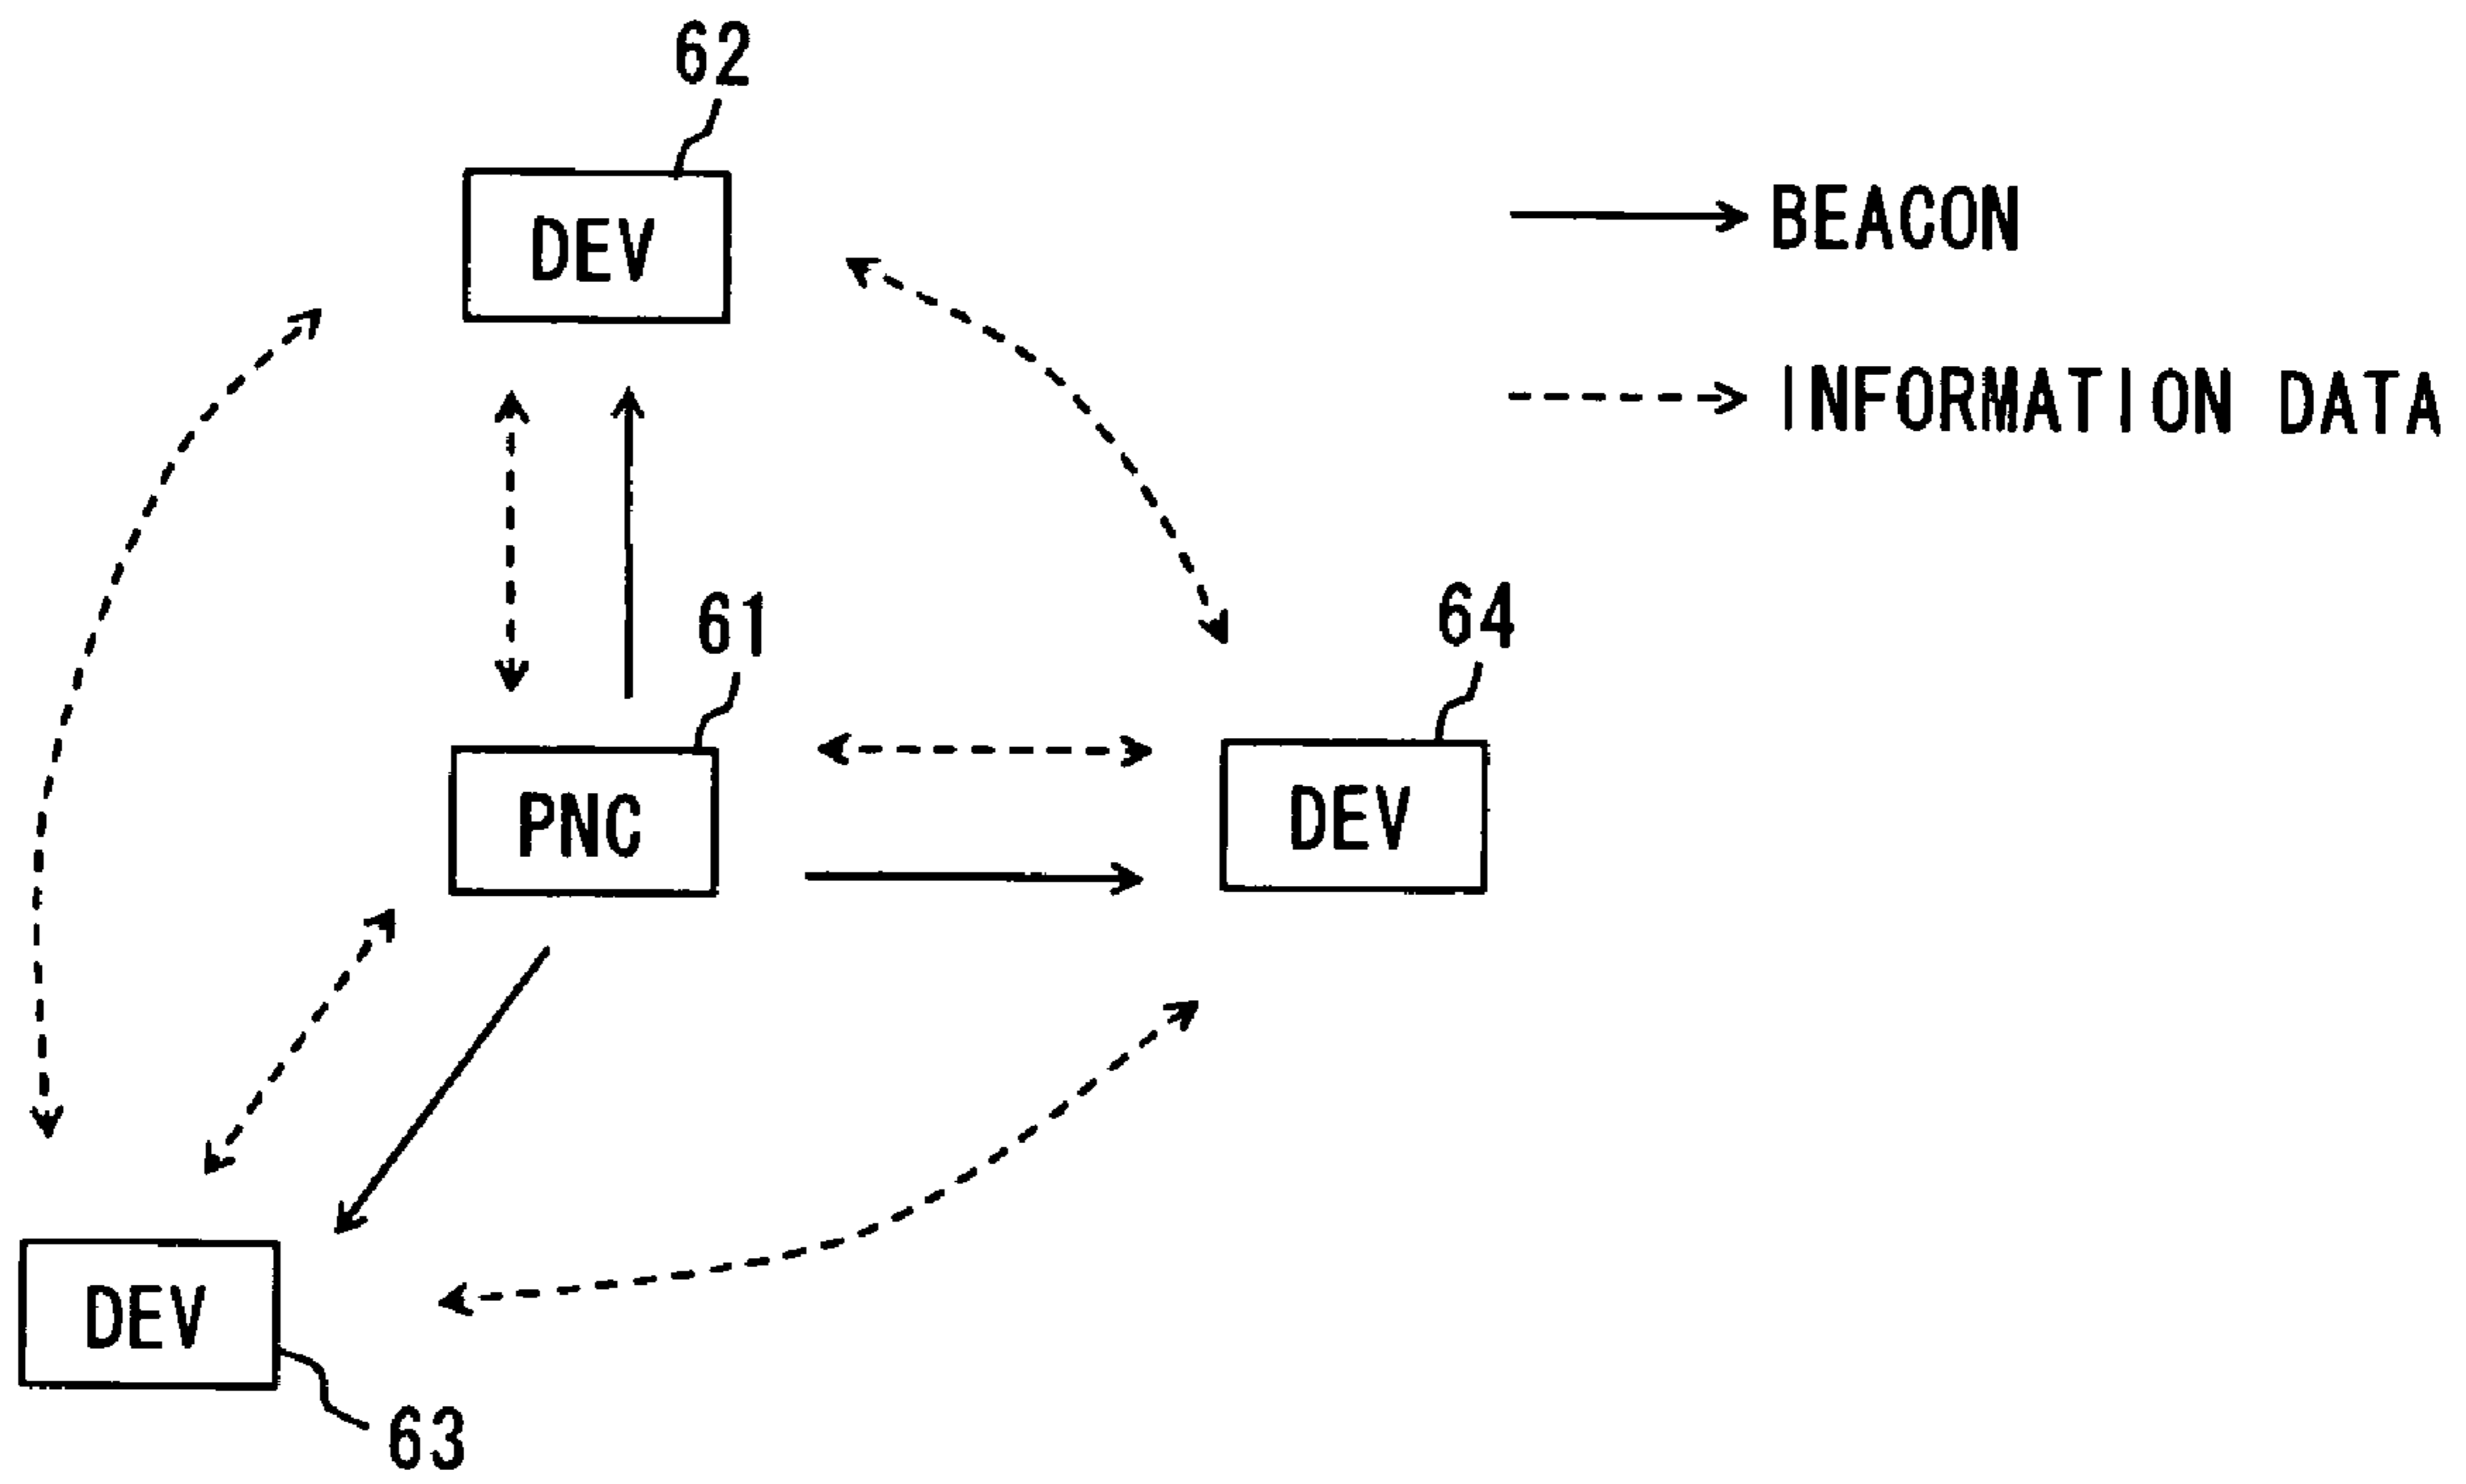 62
DEV
BEACON
INFORMATION DATA
61
64
PNC
DEV
DEV
63